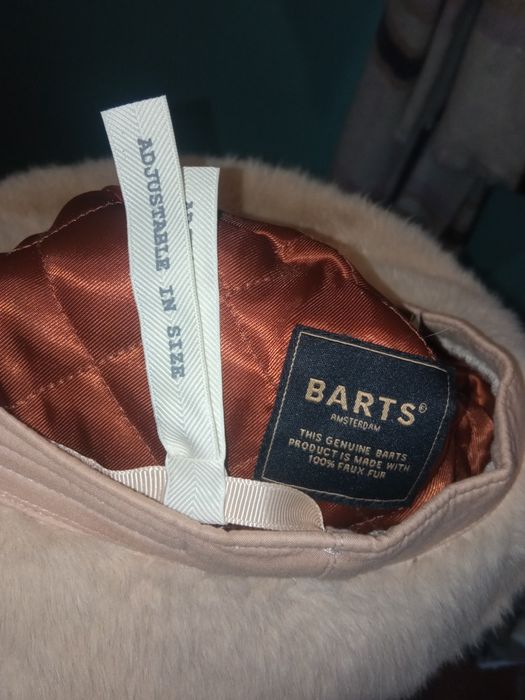 ADJUSTABLE IN SIZE
BARTS®
AMSTERDAM
THIS GENUINE BARTS
PRODUCT IS MADE WITH
100% FAUX FUR